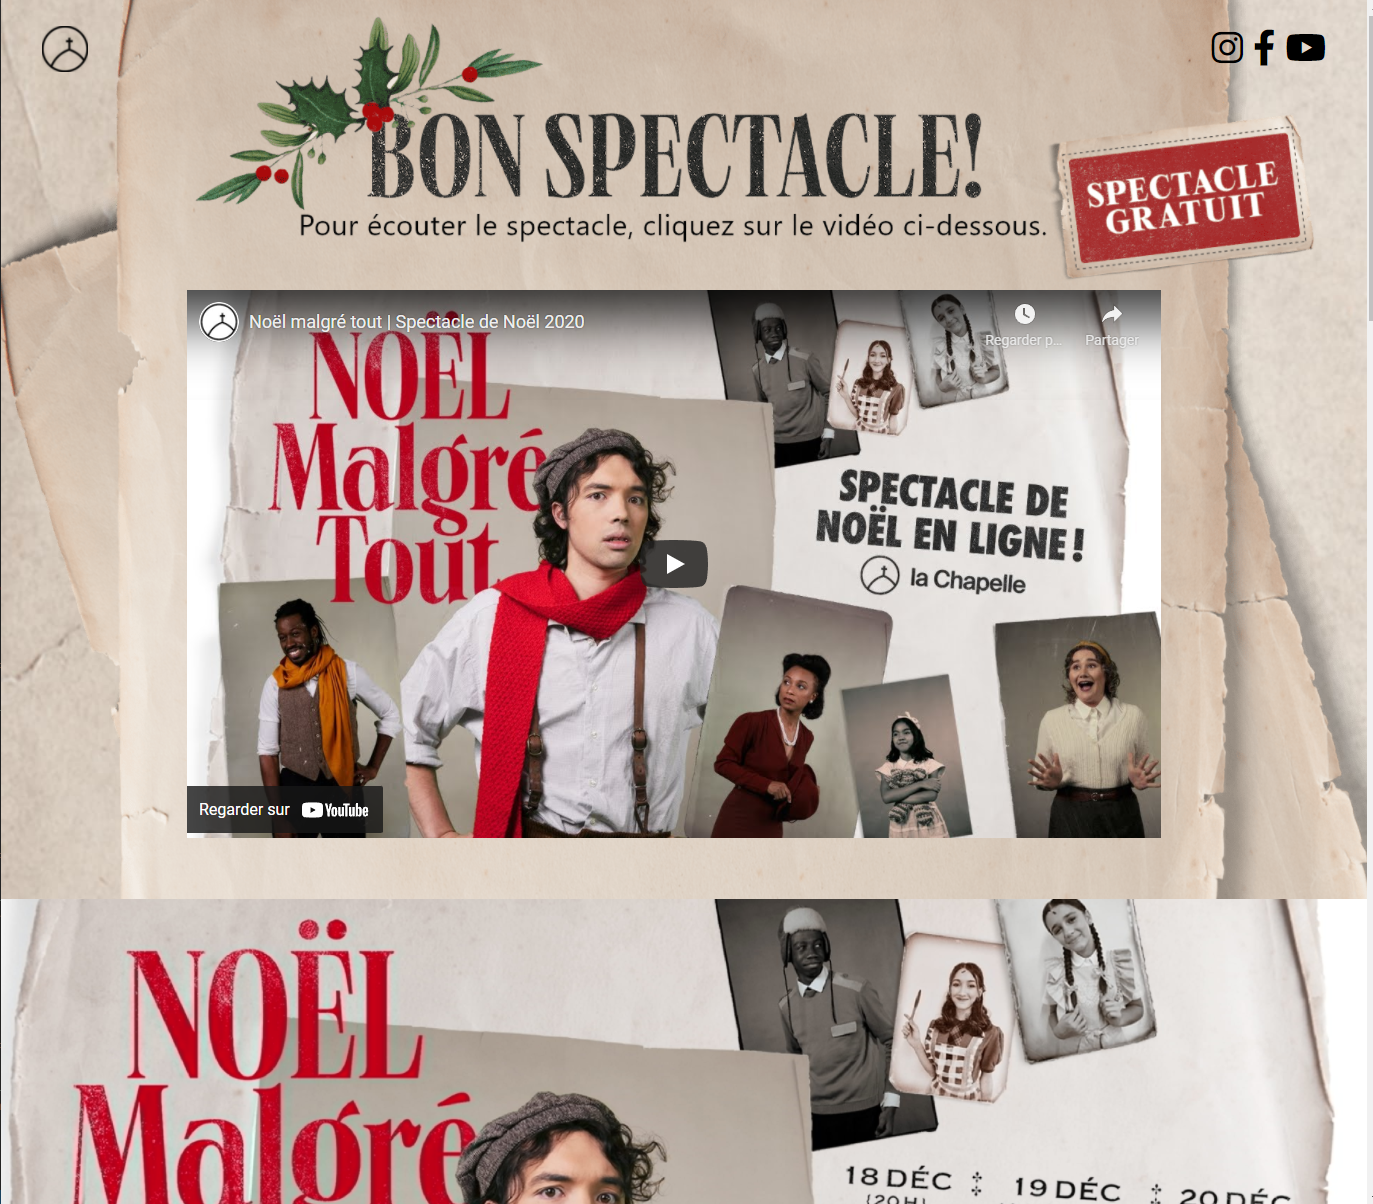 BON SPECTACLE!
Pour écouter le spectacle, cliquez sur le vidéo ci-dessous.
SPECTACLE
GRATUIT
Noël malgré tout | Spectacle de Noël 2020
Regarder p...
Partager
NOËL
Malgré
Tout
SPECTACLE DE
NOËL EN LIGNE!
la Chapelle
Regarder sur YouTube
NOËL
Malgré
18 DÉC
19 DÉC
20 DÉC
(20H)